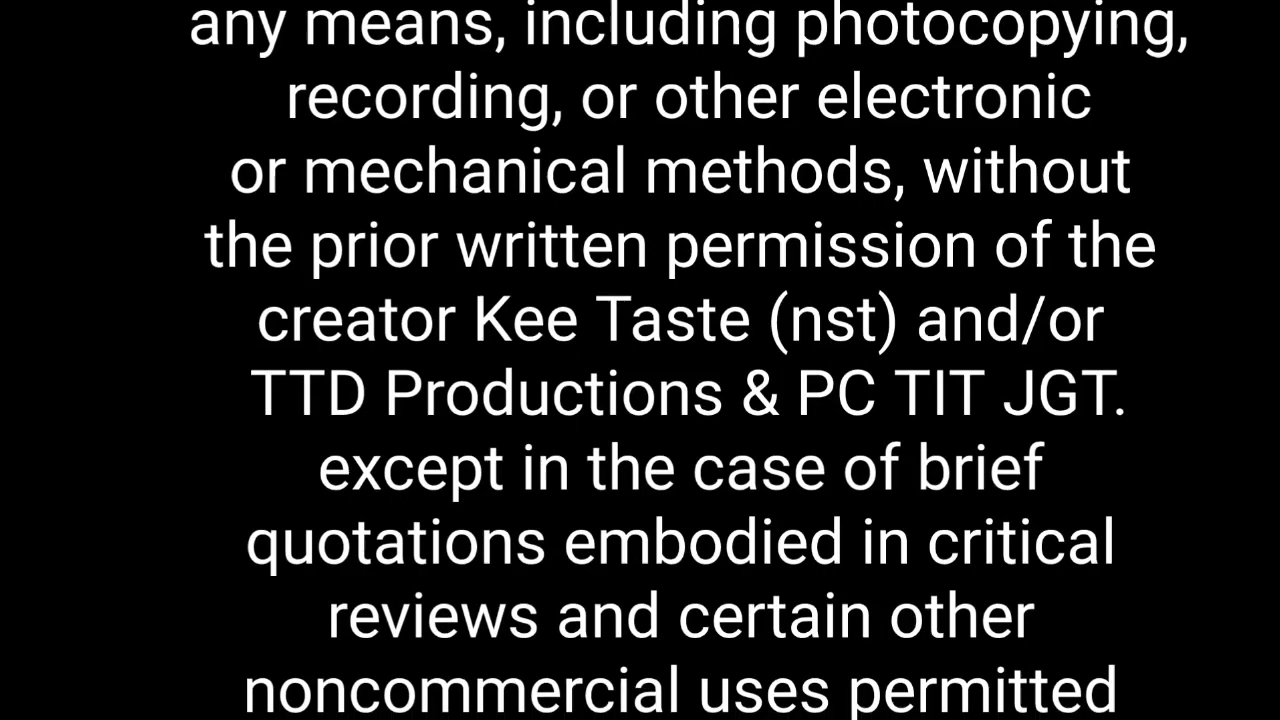 any means, including photocopying,
recording, or other electronic
or mechanical methods, without
the prior written permission of the
creator Kee Taste (nst) and/or
TTD Productions & PC TIT JGT.
except in the case of brief
quotations embodied in critical
reviews and certain other
noncommercial uses permitted